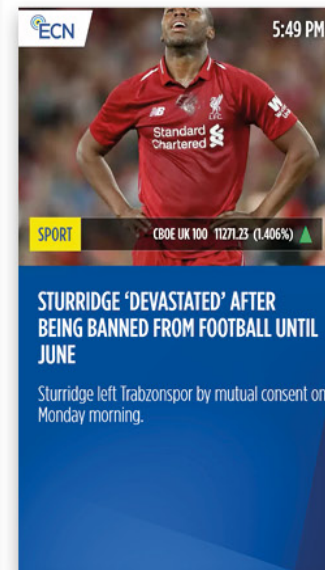 ECN
5:49 PM
NB
Standard
Chartered
L.F.C.
SPORT
CBOE UK 100 11271.23 (1.406%)
STURRIDGE ‘DEVASTATED’ AFTER
BEING BANNED FROM FOOTBALL UNTIL
JUNE
Sturridge left Trabzonspor by mutual consent on
Monday morning.